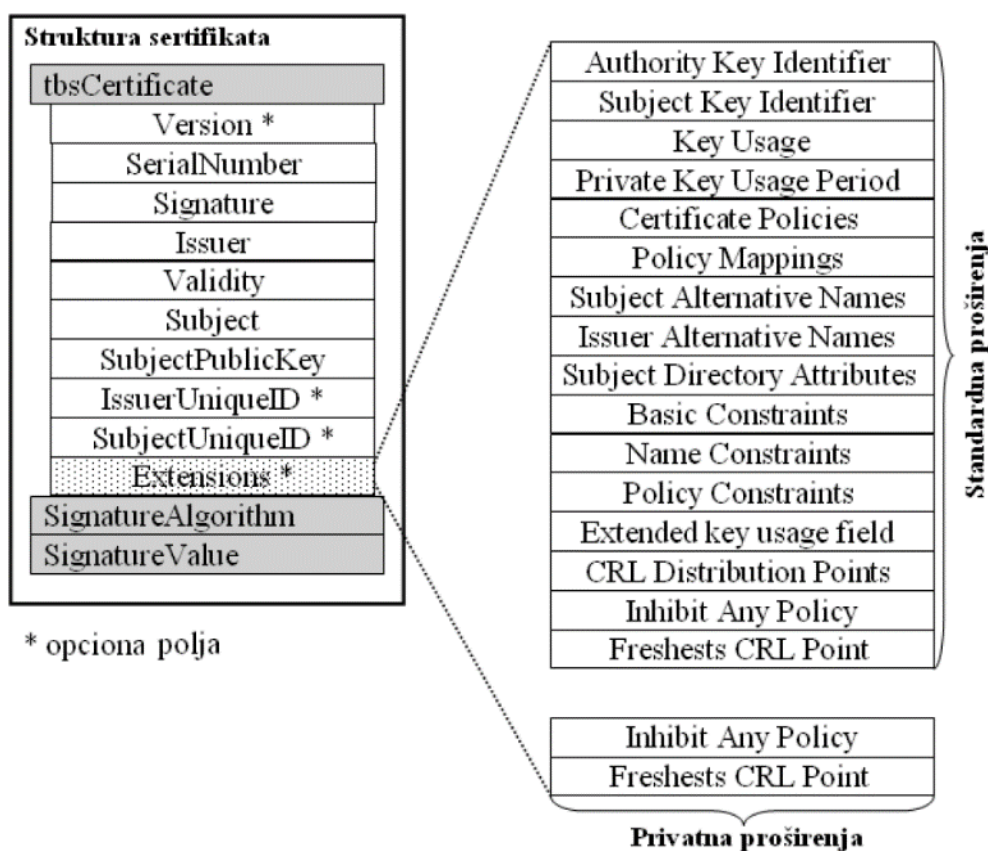 Struktura sertifikata
tbsCertificate
Version *
SerialNumber
Signature
Issuer
Validity
Subject
SubjectPublicKey
IssuerUniqueID *
SubjectUniqueID *
Extensions *
SignatureAlgorithm
SignatureValue
* opciona polja
Authority Key Identifier
Subject Key Identifier
Key Usage
Private Key Usage Period
Certificate Policies
Policy Mappings
Subject Alternative Names
Issuer Alternative Names
Subject Directory Attributes
Basic Constraints
Name Constraints
Policy Constraints
Extended key usage field
CRL Distribution Points
Inhibit Any Policy
Freshests CRL Point
Standardna proširenja
Inhibit Any Policy
Freshests CRL Point
Privatna proširenja